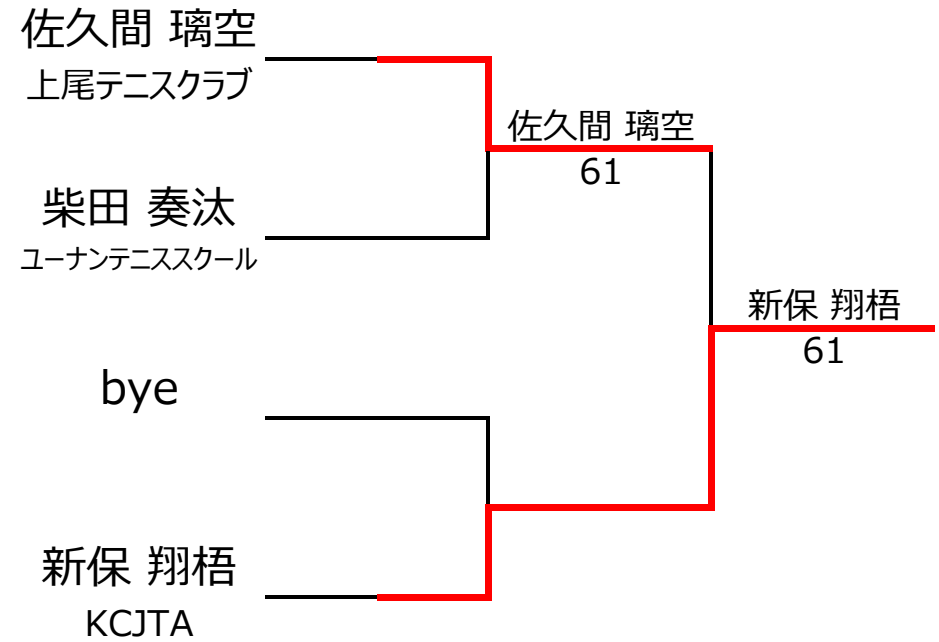 佐久間 璃空
上尾テニスクラブ
佐久間 璃空
61
柴田 奏汰
ユーナンテニススクール
新保 翔梧
61
bye
新保 翔梧
KCJTA